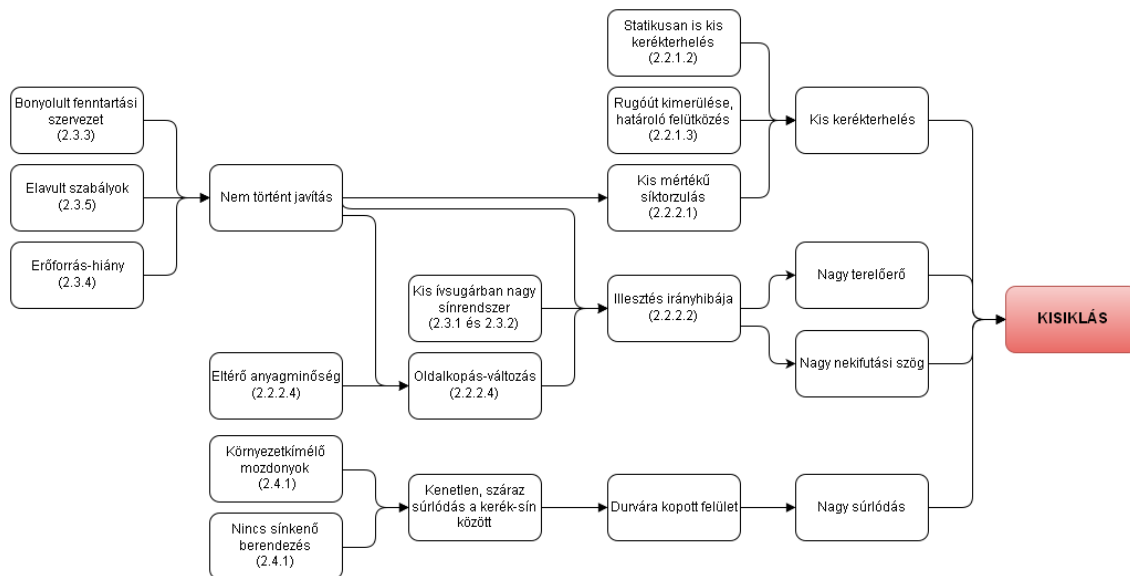 Statikusan is kis
kerékterhelés
(2.2.1.2)
Bonyolult fenntartási
szervezet
(2.3.3)
Rugóút kimerülése,
határoló felütközés
(2.2.1.3)
Kis kerékterhelés
Elavult szabályok
(2.3.5)
Nem történt javítás
Kis mértékű
síktorzulás
(2.2.2.1)
Erőforrás-hiány
(2.3.4)
Kis ívsugárban nagy
sínrendszer
(2.3.1 és 2.3.2)
Illesztés irányhibája
(2.2.2.2)
Nagy terelőerő
KISIKLÁS
Eltérő anyagminőség
(2.2.2.4)
Oldalkopás-változás
(2.2.2.4)
Nagy nekifutási szög
Környezetkímélő
mozdonyok
(2.4.1)
Kenetlen, száraz
súrlódás a kerék-sín
között
Durvára kopott felület
Nagy súrlódás
Nincs sínkenő
berendezés
(2.4.1)